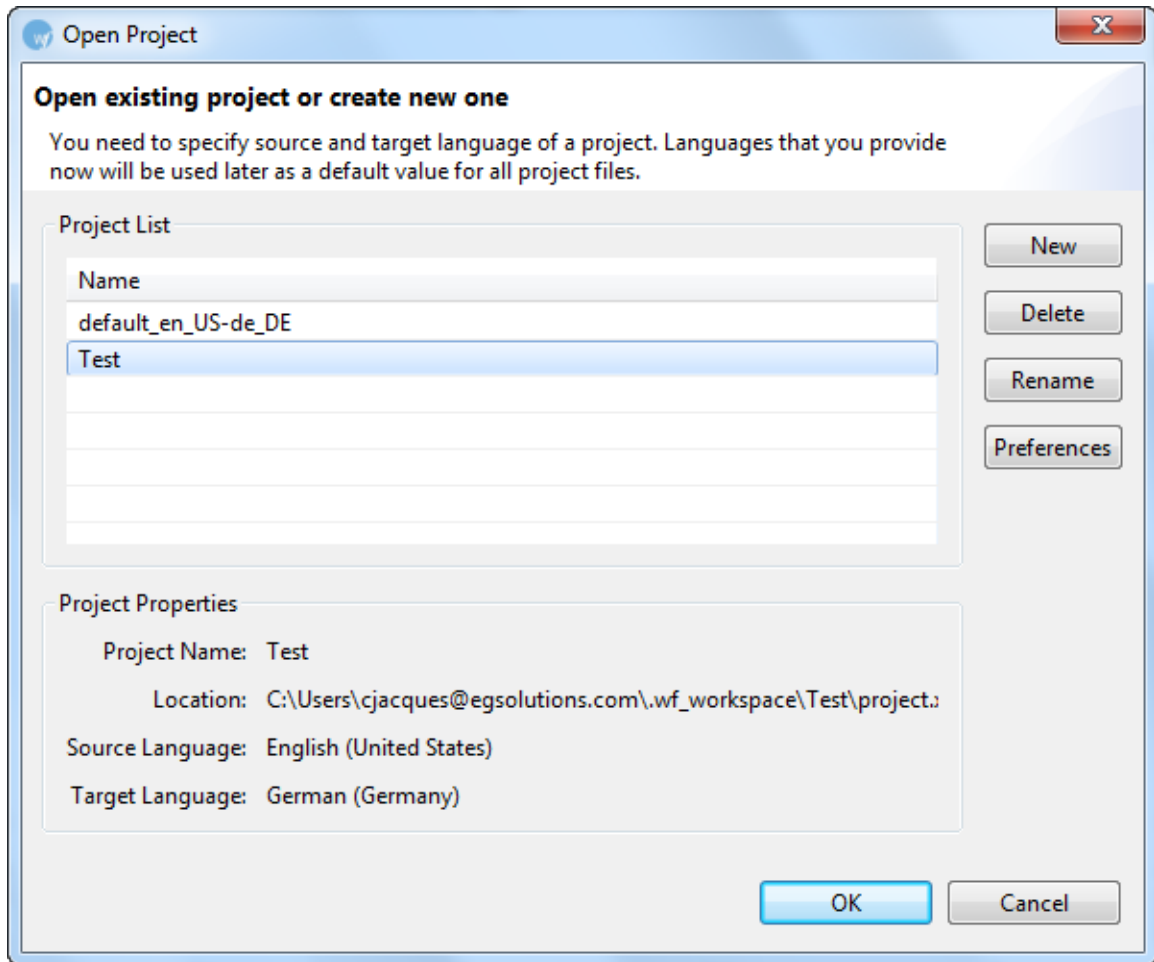 Open Project
Open existing project or create new one
You need to specify source and target language of a project. Languages that you provide
now will be used later as a default value for all project files.
Project List
Name
default_en_US-de_DE
Test
New
Delete
Rename
Preferences
Project Properties
Project Name: Test
Location: C:\Users\cjacques@egsolutions.com\.wf_workspace\Test\project.x
Source Language: English (United States)
Target Language: German (Germany)
OK
Cancel